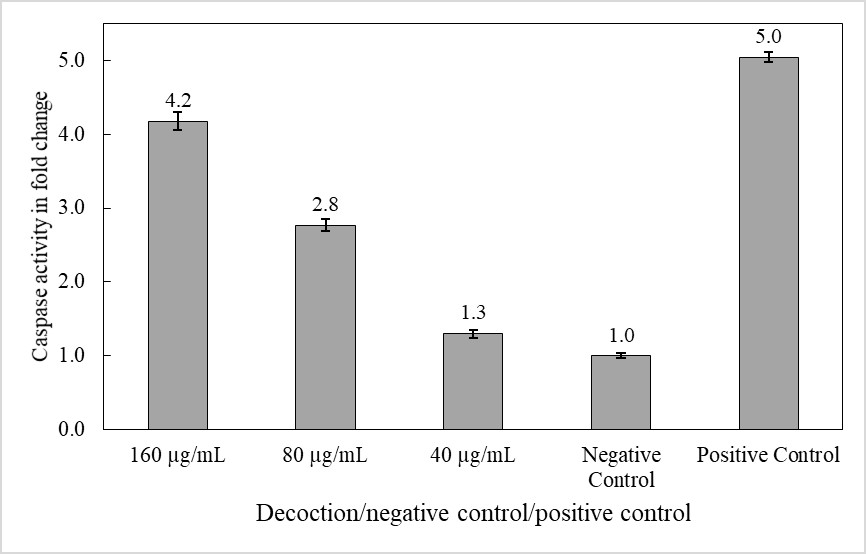 Caspase activity in fold change
5.0
4.0
3.0
2.0
1.0
0.0
4.2
2.8
1.3
1.0
5.0
160 µg/mL
80 µg/mL
40 µg/mL
Negative
Control
Positive Control
Decoction/negative control/positive control